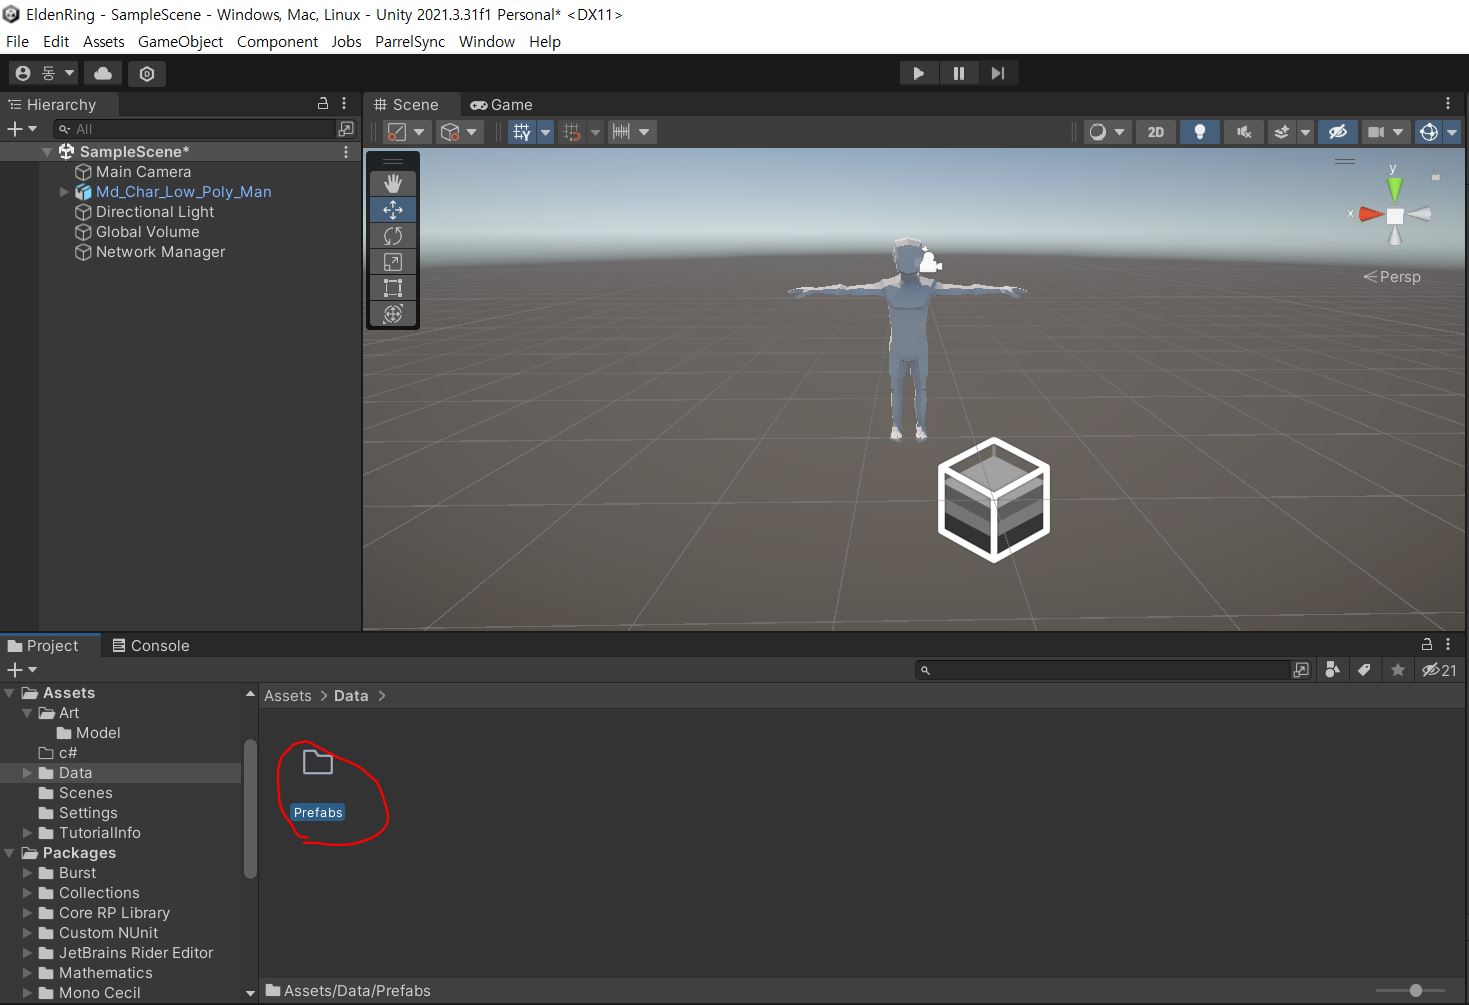 EldenRing - SampleScene - Windows, Mac, Linux - Unity 2021.3.31f1 Personal* <DX11>
File Edit Assets GameObject Component Jobs ParrelSync Window Help
동
Hierarchy
All
SampleScene*
Main Camera
Md_Char_Low_Poly_Man
Directional Light
Global Volume
Network Manager
Scene
Game
2D
y
x
Persp
Project
Console
21
Assets
Art
Model
c#
Data
Scenes
Settings
TutorialInfo
Packages
Burst
Collections
Core RP Library
Custom NUnit
JetBrains Rider Editor
Mathematics
Mono Cecil
Assets > Data >
Prefabs
Assets/Data/Prefabs